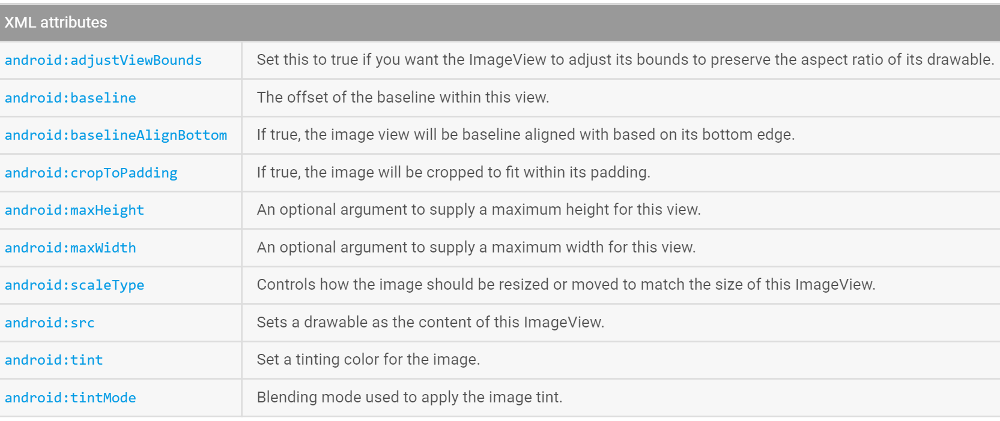 XML attributes
android:adjustViewBounds Set this to true if you want the ImageView to adjust its bounds to preserve the aspect ratio of its drawable.
android:baseline The offset of the baseline within this view.
android:baselineAlignBottom If true, the image view will be baseline aligned with based on its bottom edge.
android:cropToPadding If true, the image will be cropped to fit within its padding.
android:maxHeight An optional argument to supply a maximum height for this view.
android:maxWidth An optional argument to supply a maximum width for this view.
android:scaleType Controls how the image should be resized or moved to match the size of this ImageView.
android:src Sets a drawable as the content of this ImageView.
android:tint Set a tinting color for the image.
android:tintMode Blending mode used to apply the image tint.